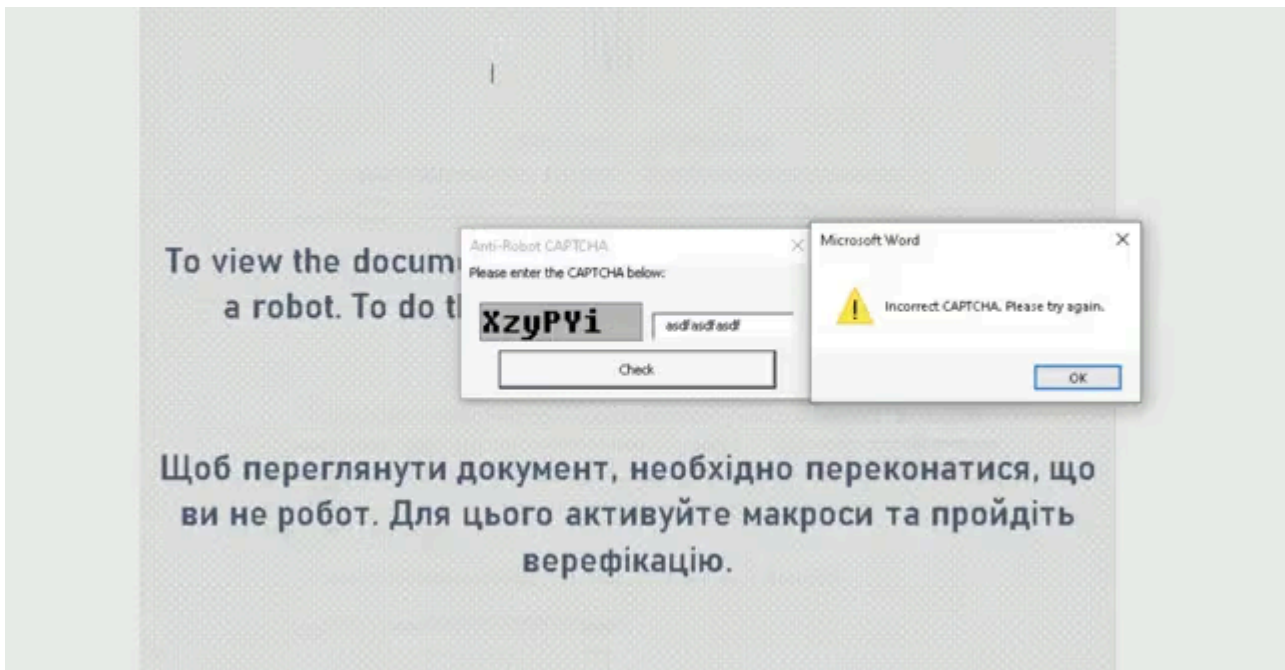 To view the docum
a robot. To do t
Anti-Robot CAPTCHA
Please enter the CAPTCHA below:
XzyPYi
asdfasdfasdf
Check
Microsoft Word
Incorrect CAPTCHA. Please try again.
OK
Щоб переглянути документ, необхідно переконатися, що
ви не робот. Для цього активуйте макроси та пройдіть
верефікацію.